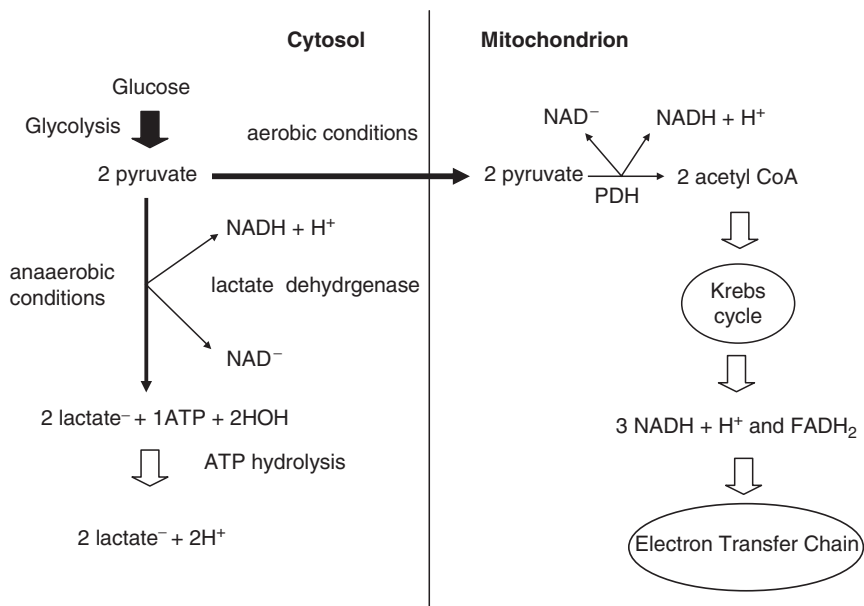 Cytosol
Mitochondrion
Glucose
Glycolysis
aerobic conditions
2 pyruvate
NAD⁻
NADH + H⁺
2 pyruvate
PDH
2 acetyl CoA
NADH + H⁺
anaaerobic
conditions
lactate dehydrgenase
NAD⁻
Krebs
cycle
2 lactate⁻ + 1ATP + 2HOH
3 NADH + H⁺ and FADH₂
ATP hydrolysis
2 lactate⁻ + 2H⁺
Electron Transfer Chain